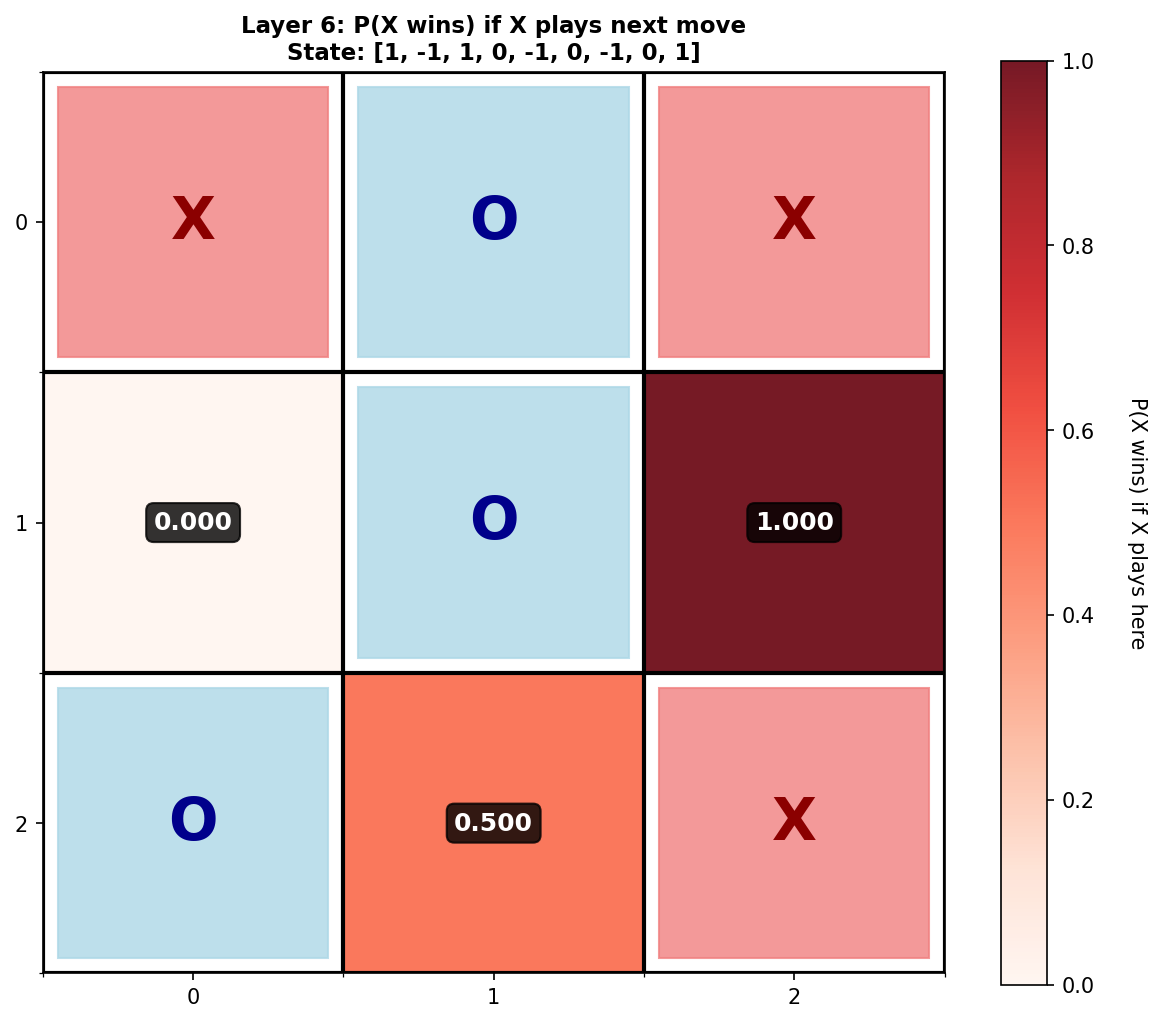 Layer 6: P(X wins) if X plays next move
State: [1, -1, 1, 0, -1, 0, -1, 0, 1]
X
O
X
0
0.000
O
1.000
1
O
0.500
X
2
0
1
2
1.0
0.8
0.6
0.4
0.2
0.0
P(X wins) if X plays here